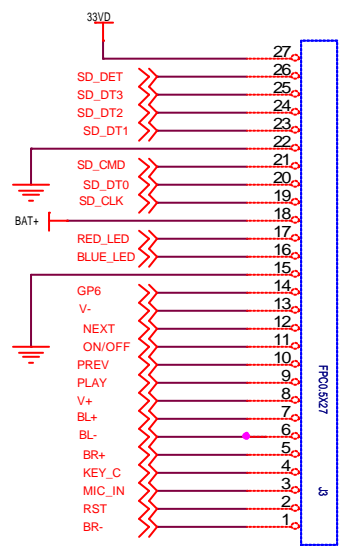 33VD
27
SD_DET 26
SD_DT3 25
SD_DT2 24
SD_DT1 23
22
SD_CMD 21
SD_DT0 20
SD_CLK 19
BAT+ 18
RED_LED 17
BLUE_LED 16
15
GP6 14
V- 13
NEXT 12
ON/OFF 11
PREV 10
PLAY 9
V+ 8
BL+ 7
BL- 6
BR+ 5
KEY_C 4
MIC_IN 3
RST 2
BR- 1
FPC0.5X27
J3